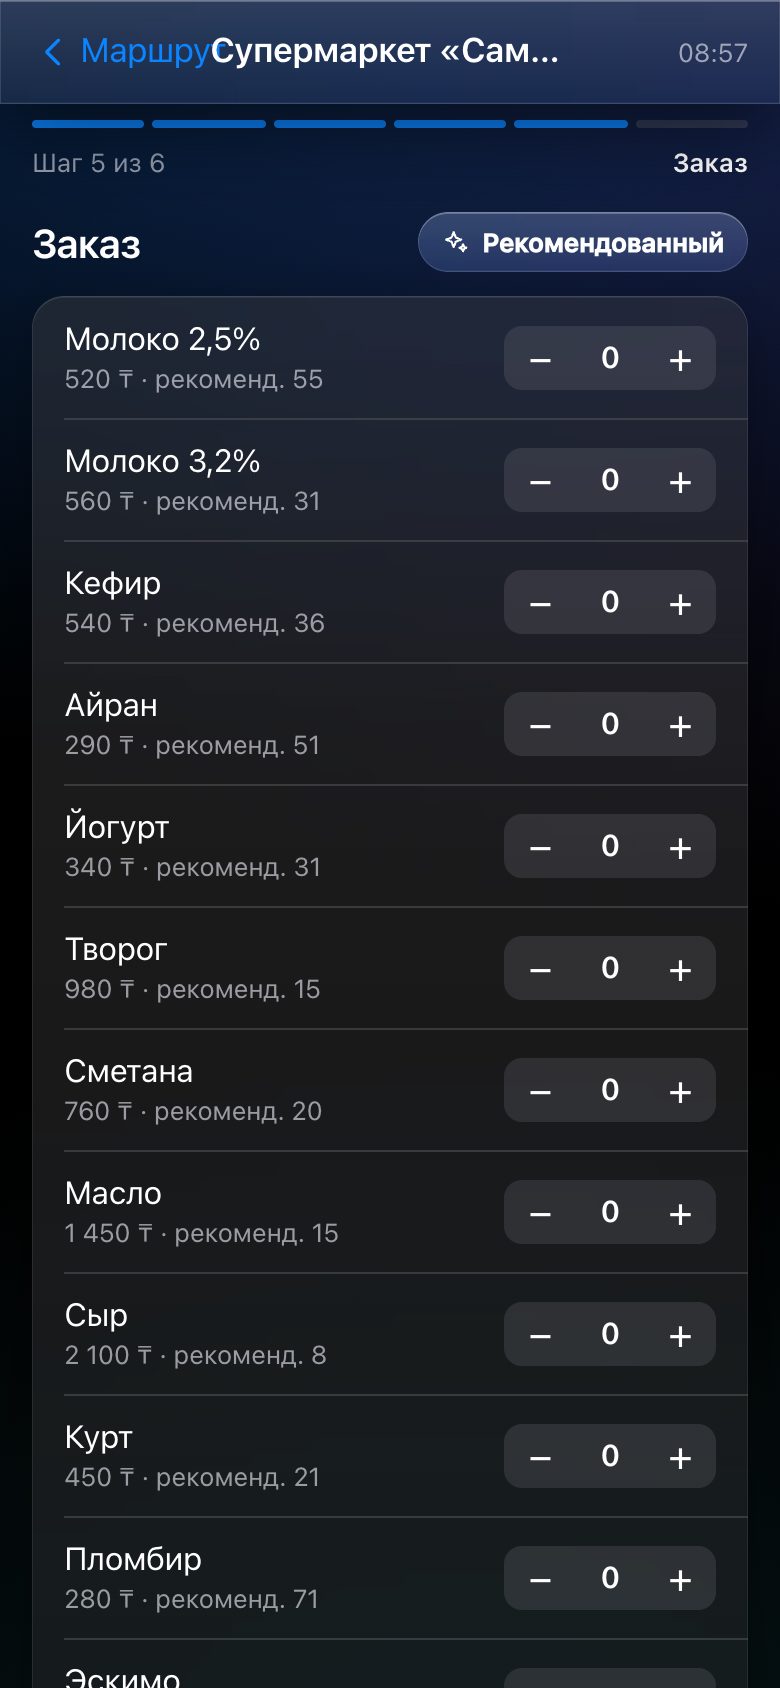 Маршрут Супермаркет «Сам... 08:57
Шаг 5 из 6 Заказ
Заказ Рекомендованный
Молоко 2,5%
520 ₸ · рекоменд. 55
− 0 +
Молоко 3,2%
560 ₸ · рекоменд. 31
− 0 +
Кефир
540 ₸ · рекоменд. 36
− 0 +
Айран
290 ₸ · рекоменд. 51
− 0 +
Йогурт
340 ₸ · рекоменд. 31
− 0 +
Творог
980 ₸ · рекоменд. 15
− 0 +
Сметана
760 ₸ · рекоменд. 20
− 0 +
Масло
1 450 ₸ · рекоменд. 15
− 0 +
Сыр
2 100 ₸ · рекоменд. 8
− 0 +
Курт
450 ₸ · рекоменд. 21
− 0 +
Пломбир
280 ₸ · рекоменд. 71
− 0 +
Эскимо